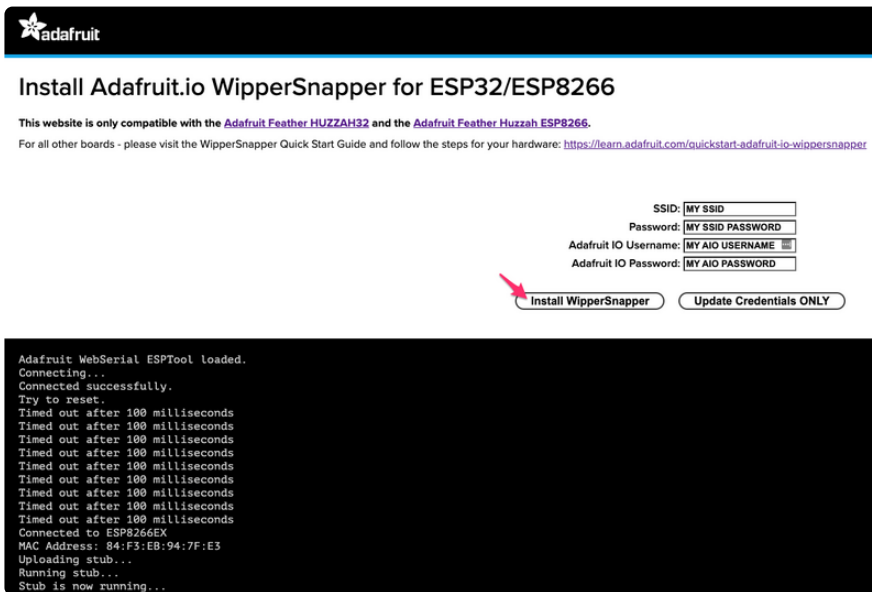 adafruit
Install Adafruit.io WipperSnapper for ESP32/ESP8266
This website is only compatible with the Adafruit Feather HUZZAH32 and the Adafruit Feather Huzzah ESP8266.
For all other boards - please visit the WipperSnapper Quick Start Guide and follow the steps for your hardware: https://learn.adafruit.com/quickstart-adafruit-io-wippersnapper
SSID: MY SSID
Password: MY SSID PASSWORD
Adafruit IO Username: MY AIO USERNAME
Adafruit IO Password: MY AIO PASSWORD
Install WipperSnapper Update Credentials ONLY
Adafruit WebSerial ESPTool loaded.
Connecting...
Connected successfully.
Try to reset.
Timed out after 100 milliseconds
Timed out after 100 milliseconds
Timed out after 100 milliseconds
Timed out after 100 milliseconds
Timed out after 100 milliseconds
Timed out after 100 milliseconds
Timed out after 100 milliseconds
Timed out after 100 milliseconds
Timed out after 100 milliseconds
Connected to ESP8266EX
MAC Address: 84:F3:EB:94:7F:E3
Uploading stub...
Running stub...
Stub is now running...